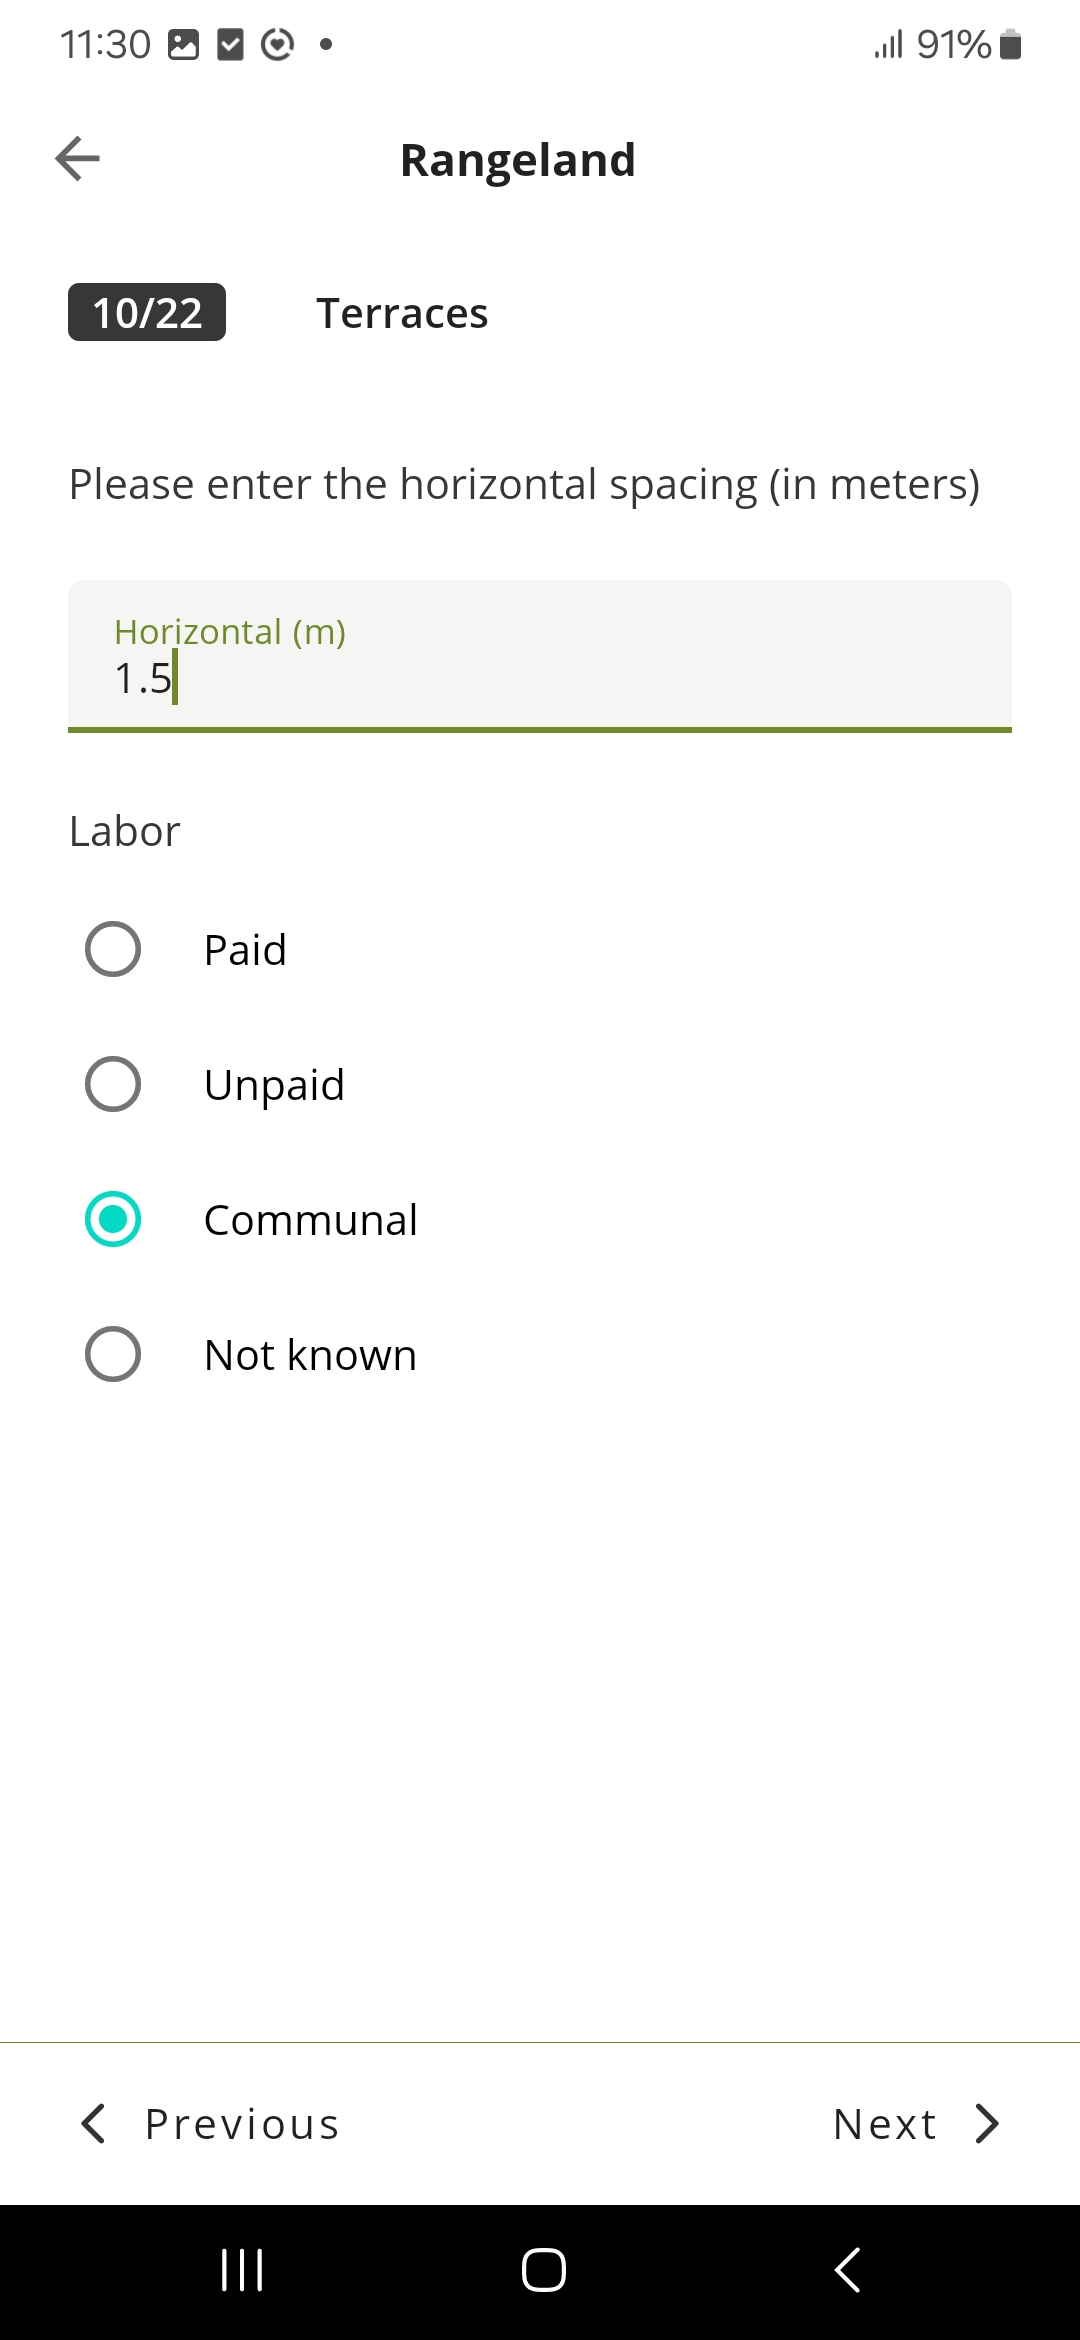 11:30 91%
Rangeland
10/22 Terraces
Please enter the horizontal spacing (in meters)
Horizontal (m)
1.5
Labor
Paid
Unpaid
Communal
Not known
Previous Next